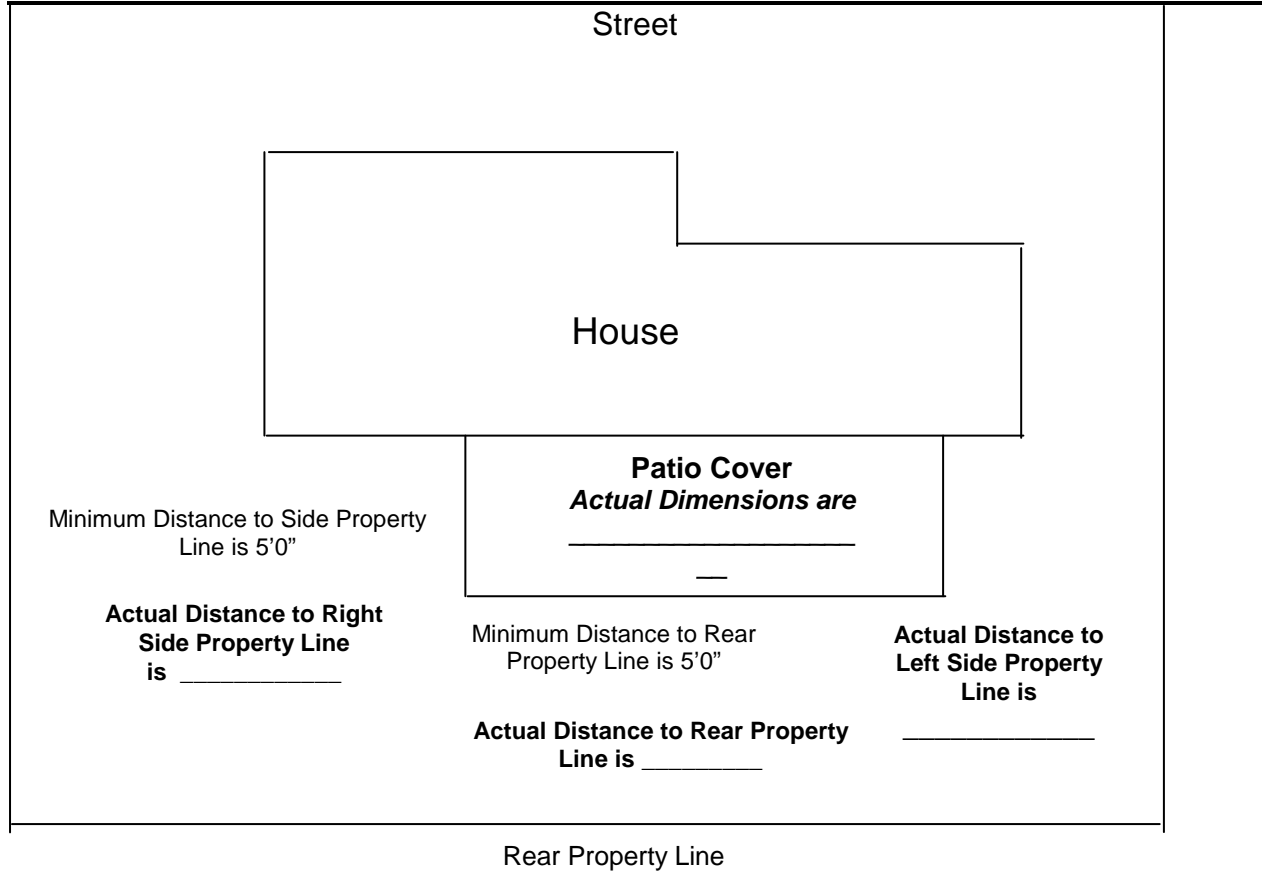 Street
House
Patio Cover
Actual Dimensions are
___________________
__
Minimum Distance to Side Property
Line is 5’0”
Actual Distance to Right
Side Property Line
is ____________
Minimum Distance to Rear
Property Line is 5’0”
Actual Distance to Rear Property
Line is _________
Actual Distance to
Left Side Property
Line is
______________
Rear Property Line